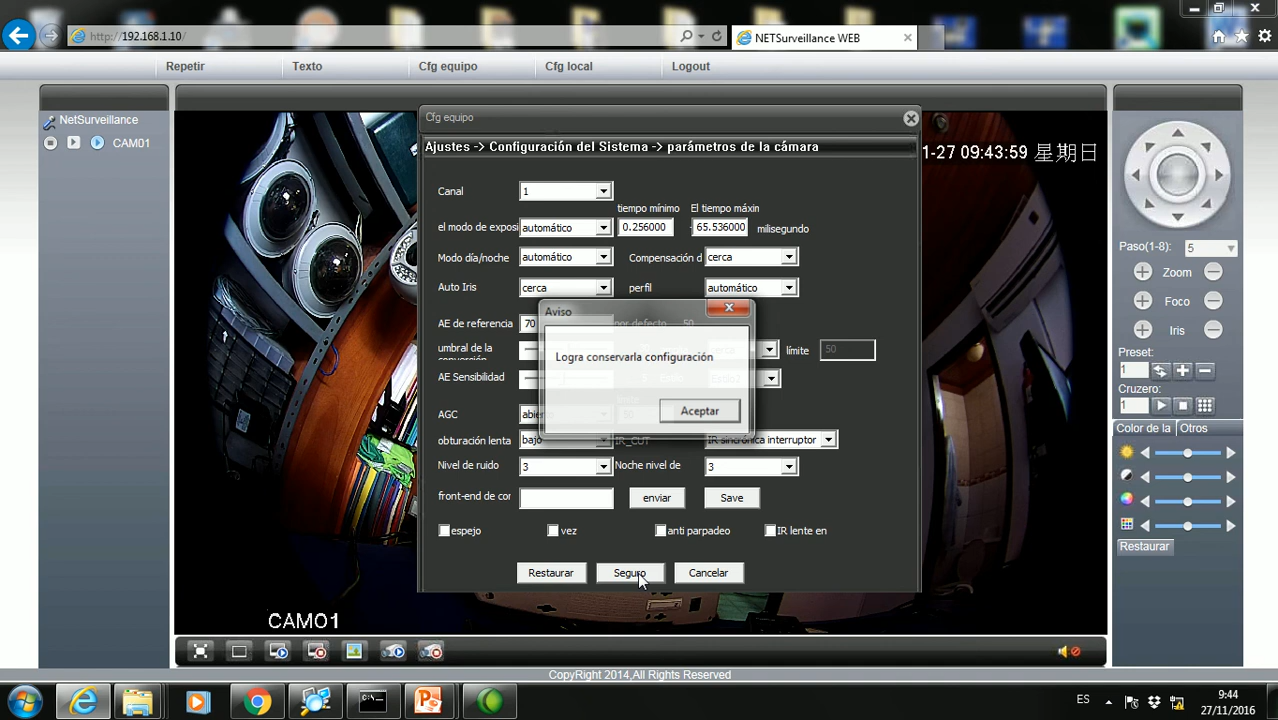 http://192.168.1.10/
NETSurveillance WEB
Repetir
Texto
Cfg equipo
Cfg local
Logout
NetSurveillance
CAM01
Cfg equipo
Ajustes -> Configuración del Sistema -> parámetros de la cámara
1-27 09:43:59 星期日
Canal 1
tiempo mínimo El tiempo máxin
el modo de exposi automático 0.256000 - 65.536000 milisegundo
Modo día/noche automático Compensación d cerca
Auto Iris cerca perfil automático
AE de referencia 70 por defecto 50
Aviso
Logra conservarla configuración
Aceptar
umbral de la
conversión
límite 50
AE Sensibilidad 5
AGC abierto 50
obturación lenta bajo IR_CUT IR sincrónica interruptor
Nivel de ruido 3 Noche nivel de 3
front-end de cor enviar Save
espejo vez anti parpadeo IR lente en
Restaurar Seguro Cancelar
CAM01
Paso(1-8): 5
Zoom
Foco
Iris
Preset:
1
Cruzero:
1
Color de la Otros
Restaurar
CopyRight 2014,All Rights Reserved
ES
9:44
27/11/2016